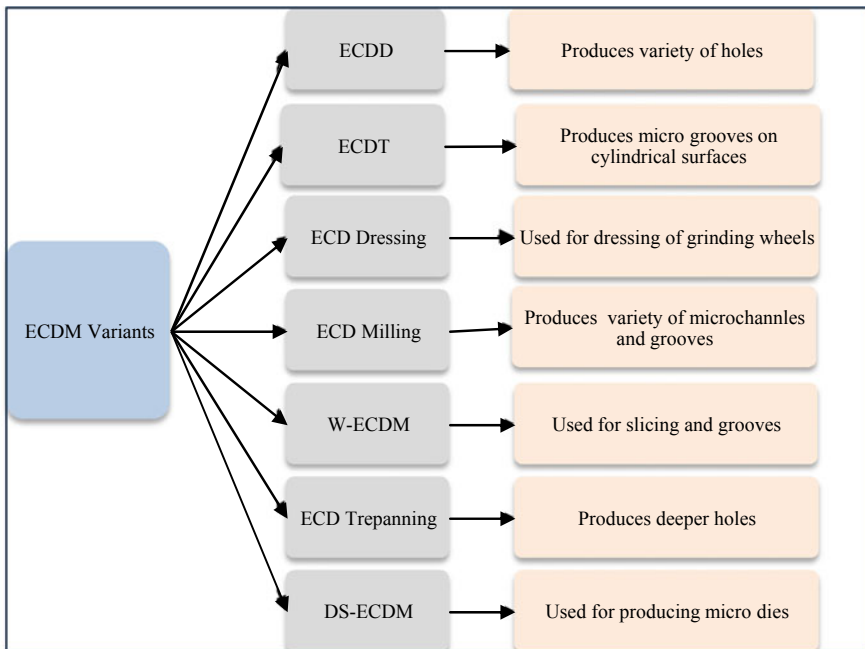 ECDM Variants
ECDD
Produces variety of holes
ECDT
Produces micro grooves on
cylindrical surfaces
ECD Dressing
Used for dressing of grinding wheels
ECD Milling
Produces variety of microchannles
and grooves
W-ECDM
Used for slicing and grooves
ECD Trepanning
Produces deeper holes
DS-ECDM
Used for producing micro dies